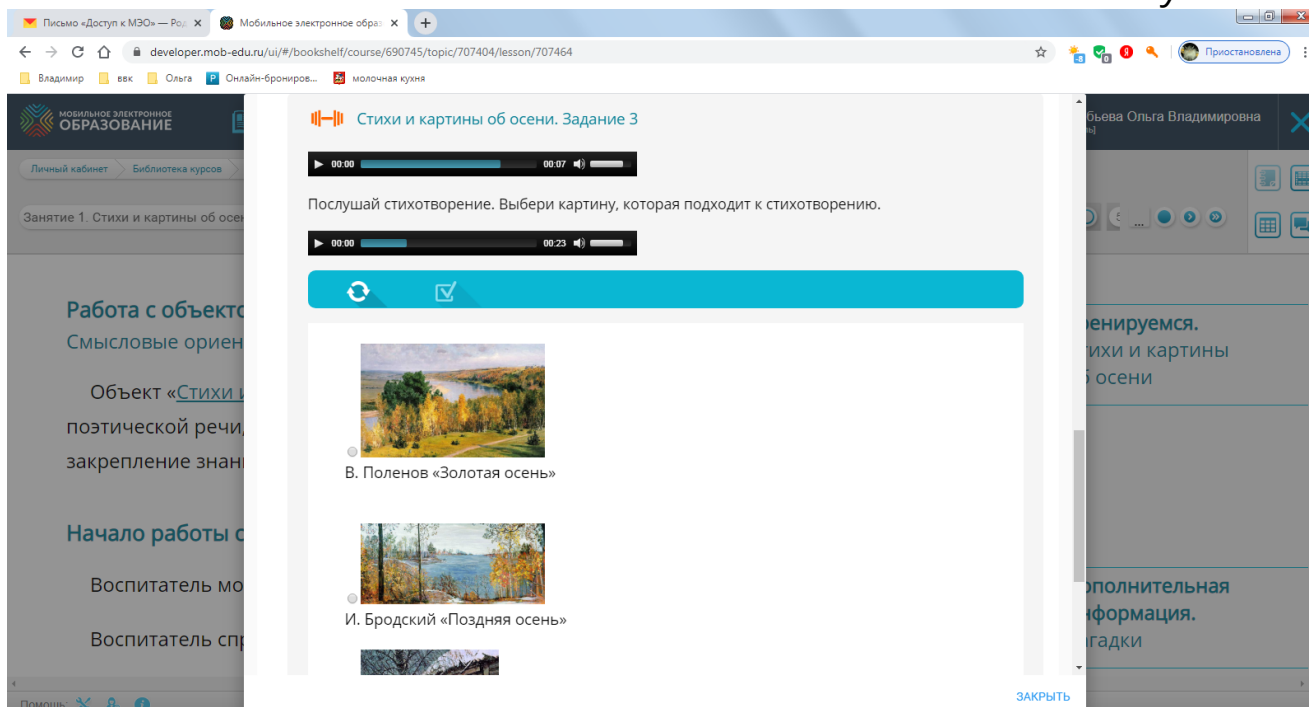 Письмо «Доступ к МЭО» — Ро
Мобильное электронное образ
developer.mob-edu.ru/ui/#/bookshelf/course/690745/topic/707404/lesson/707464
Приостановлена
Владимир ввк Ольга Онлайн-брониров... молочная кухня
МОБИЛЬНОЕ ЭЛЕКТРОННОЕ
ОБРАЗОВАНИЕ
Стихи и картины об осени. Задание 3
бьева Ольга Владимировна
Личный кабинет Библиотека курсов
00:00 00:07
Послушай стихотворение. Выбери картину, которая подходит к стихотворению.
Занятие 1. Стихи и картины об осен
...
00:00 00:23
Работа с объекто
Смысловые ориен
Объект «Стихи и
поэтической речи,
закрепление знан
Начало работы с
Воспитатель мо
Воспитатель спр
В. Поленов «Золотая осень»
И. Бродский «Поздняя осень»
ренируемся.
тихи и картины
б осени
ополнительная
нформация.
агадки
ЗАКРЫТЬ
Помощь: